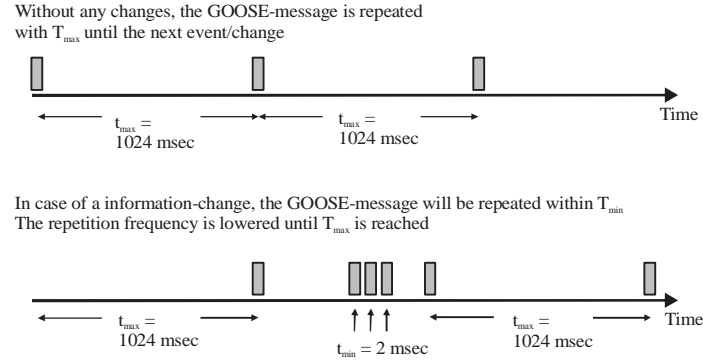 Without any changes, the GOOSE-message is repeated
with Tmax until the next event/change
Time
tmax =
1024 msec
tmax =
1024 msec
In case of a information-change, the GOOSE-message will be repeated within Tmin
The repetition frequency is lowered until Tmax is reached
Time
tmax =
1024 msec
tmin = 2 msec
tmax =
1024 msec